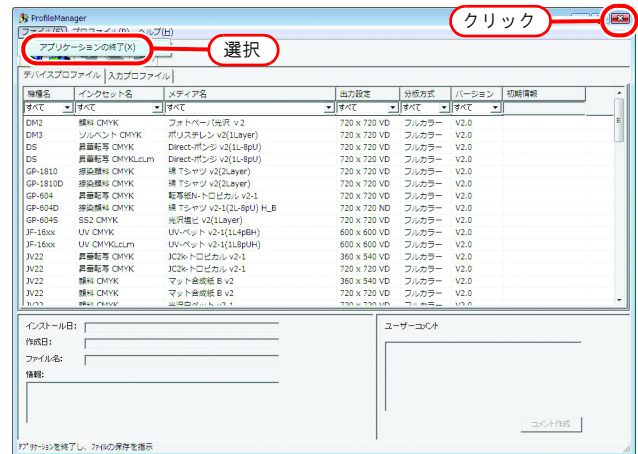 ProfileManager
クリック
ファイル(F) プロファイル(P) ヘルプ(H)
アプリケーションの終了(X)
選択
デバイスプロファイル 入力プロファイル
機種名 インクセット名 メディア名 出力設定 分版方式 バージョン 初期情報
すべて すべて すべて すべて すべて すべて
DM2 顔料 CMYK フォトペーパ光沢 v2 720 x 720 VD フルカラー V2.0
DM3 ソルベント CMYK ポリスチレン v2(1Layer) 720 x 720 VD フルカラー V2.0
DS 昇華転写 CMYK Direct-ポンジ v2(1L-8pU) 720 x 720 VD フルカラー V2.0
DS 昇華転写 CMYKLcLm Direct-ポンジ v2(1L-8pU) 720 x 720 VD フルカラー V2.0
GP-1810 捺染顔料 CMYK 綿 Tシャツ v2(2Layer) 720 x 720 VD フルカラー V2.0
GP-1810D 捺染顔料 CMYK 綿 Tシャツ v2(2Layer) 720 x 720 VD フルカラー V2.0
GP-604 昇華転写 CMYK 転写紙N-トロピカル v2-1 720 x 720 VD フルカラー V2.0
GP-604D 捺染顔料 CMYK 綿 Tシャツ v2-1(2L-8pU) H_B 720 x 720 ND フルカラー V2.0
GP-604S SS2 CMYK 光沢塩ビ v2(1Layer) 720 x 720 VD フルカラー V2.0
JF-16xx UV CMYK UV-ペット v2-1(1L4pBH) 600 x 600 VD フルカラー V2.0
JF-16xx UV CMYKLcLm UV-ペット v2-1(1L8pUH) 600 x 600 VD フルカラー V2.0
JV22 昇華転写 CMYK JC2k-トロピカル v2-1 360 x 540 VD フルカラー V2.0
JV22 昇華転写 CMYK JC2k-トロピカル v2-1 720 x 720 VD フルカラー V2.0
JV22 顔料 CMYK マット合成紙 B v2 360 x 540 VD フルカラー V2.0
JV22 顔料 CMYK マット合成紙 B v2 720 x 720 VD フルカラー V2.0
JV22 顔料 CMYK 光沢白ペット v2-1 720 x 720 VD フルカラー V2.0
インストール日:
作成日:
ファイル名:
情報:
ユーザーコメント
コメント作成
アプリケーションを終了し、ファイルの保存を指示